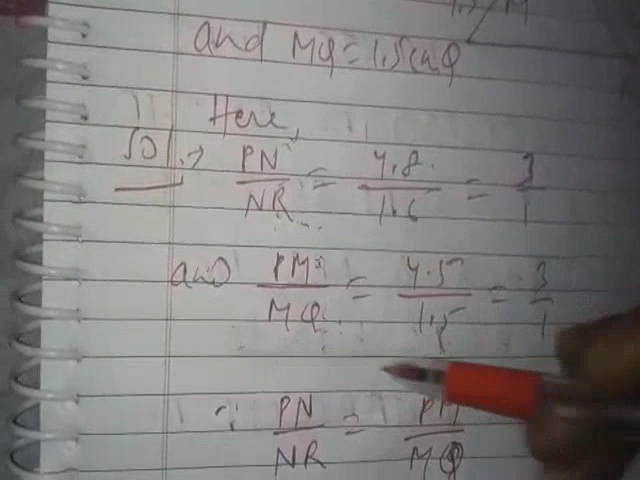 M
and MQ = 1.5 cm Q
Here,
Sol. → PN/NR = 4.8/1.6 = 3/1
and PM/MQ = 4.5/1.5 = 3/1
∵ PN/NR = PM/MQ